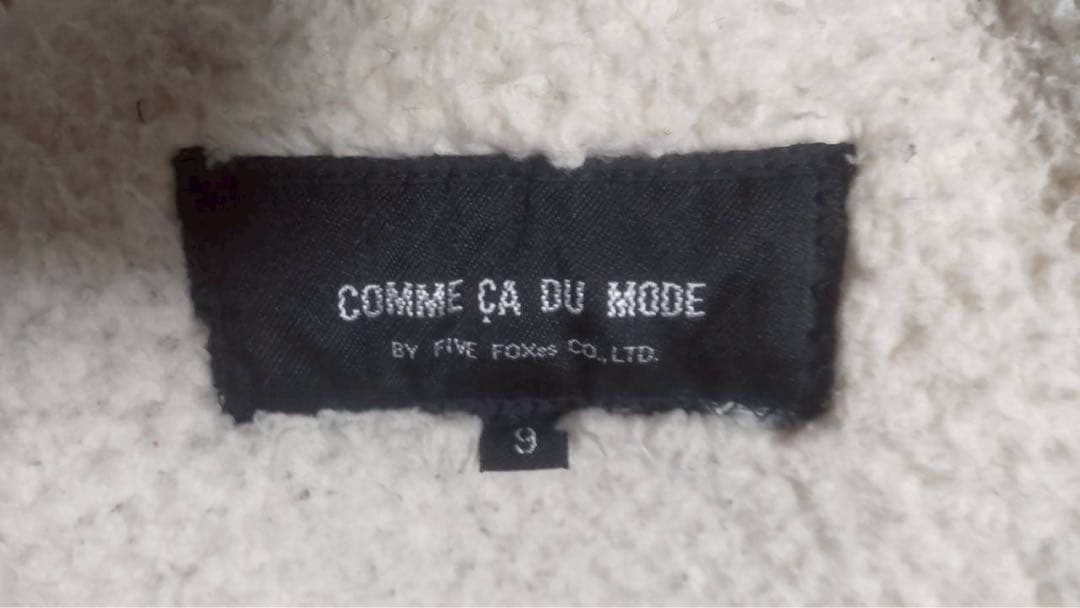 COMME ÇA DU MODE
BY FIVE FOXes CO.,LTD.
9